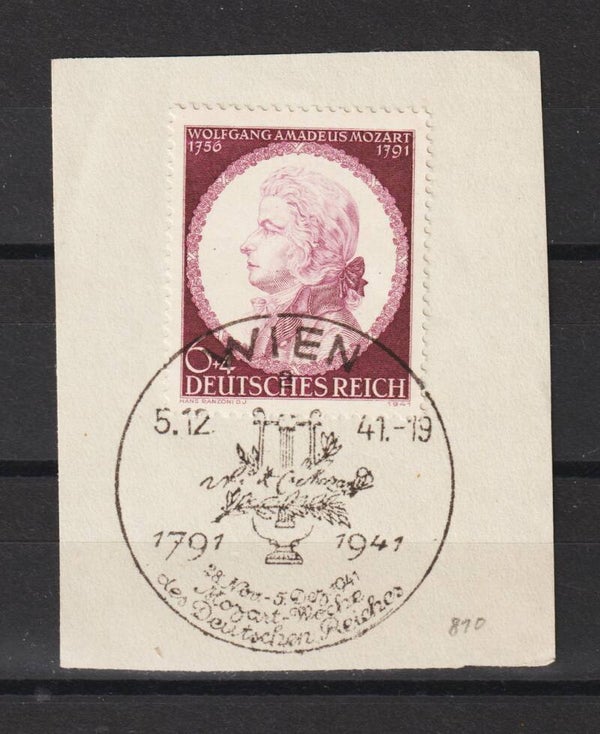 WOLFGANG AMADEUS MOZART
1756 1791
6+4
DEUTSCHES REICH
HANS RANZONI D.J. 1941
WIEN
5.12 41.-19
1791 1941
28. Nov.-5. Dez. 1941
Mozart-Woche
des Deutschen Reiches
810